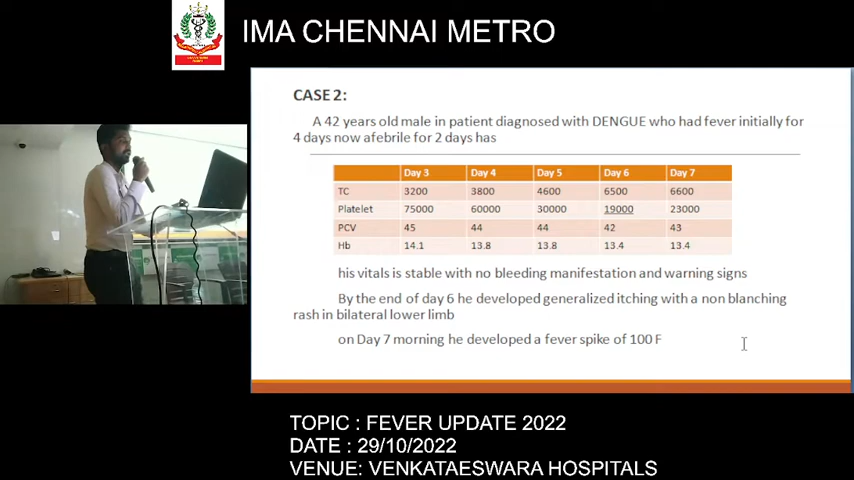 IMA CHENNAI METRO
CASE 2:
A 42 years old male in patient diagnosed with DENGUE who had fever initially for
4 days now afebrile for 2 days has
Day 3 Day 4 Day 5 Day 6 Day 7
TC 3200 3800 4600 6500 6600
Platelet 75000 60000 30000 19000 23000
PCV 45 44 44 42 43
Hb 14.1 13.8 13.8 13.4 13.4
his vitals is stable with no bleeding manifestation and warning signs
By the end of day 6 he developed generalized itching with a non blanching
rash in bilateral lower limb
on Day 7 morning he developed a fever spike of 100 F
TOPIC : FEVER UPDATE 2022
DATE : 29/10/2022
VENUE: VENKATAESWARA HOSPITALS